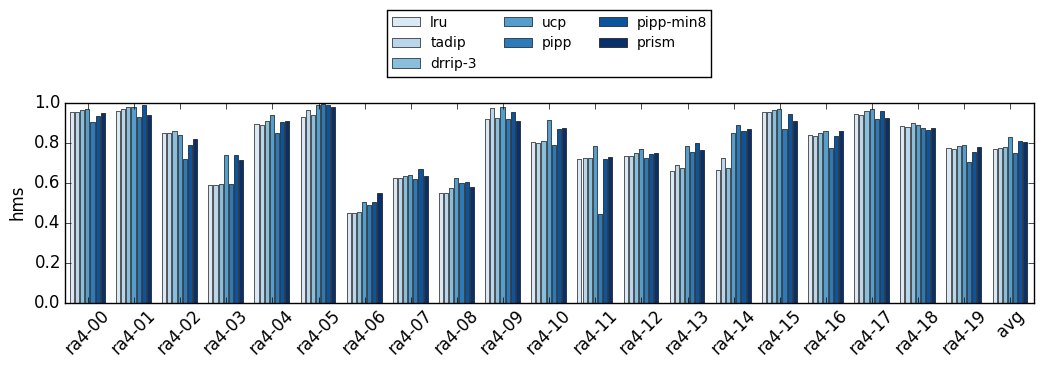 lru ucp pipp-min8
tadip pipp prism
drrip-3
hms
1.0
0.8
0.6
0.4
0.2
0.0
ra4-00 ra4-01 ra4-02 ra4-03 ra4-04 ra4-05 ra4-06 ra4-07 ra4-08 ra4-09 ra4-10 ra4-11 ra4-12 ra4-13 ra4-14 ra4-15 ra4-16 ra4-17 ra4-18 ra4-19 avg